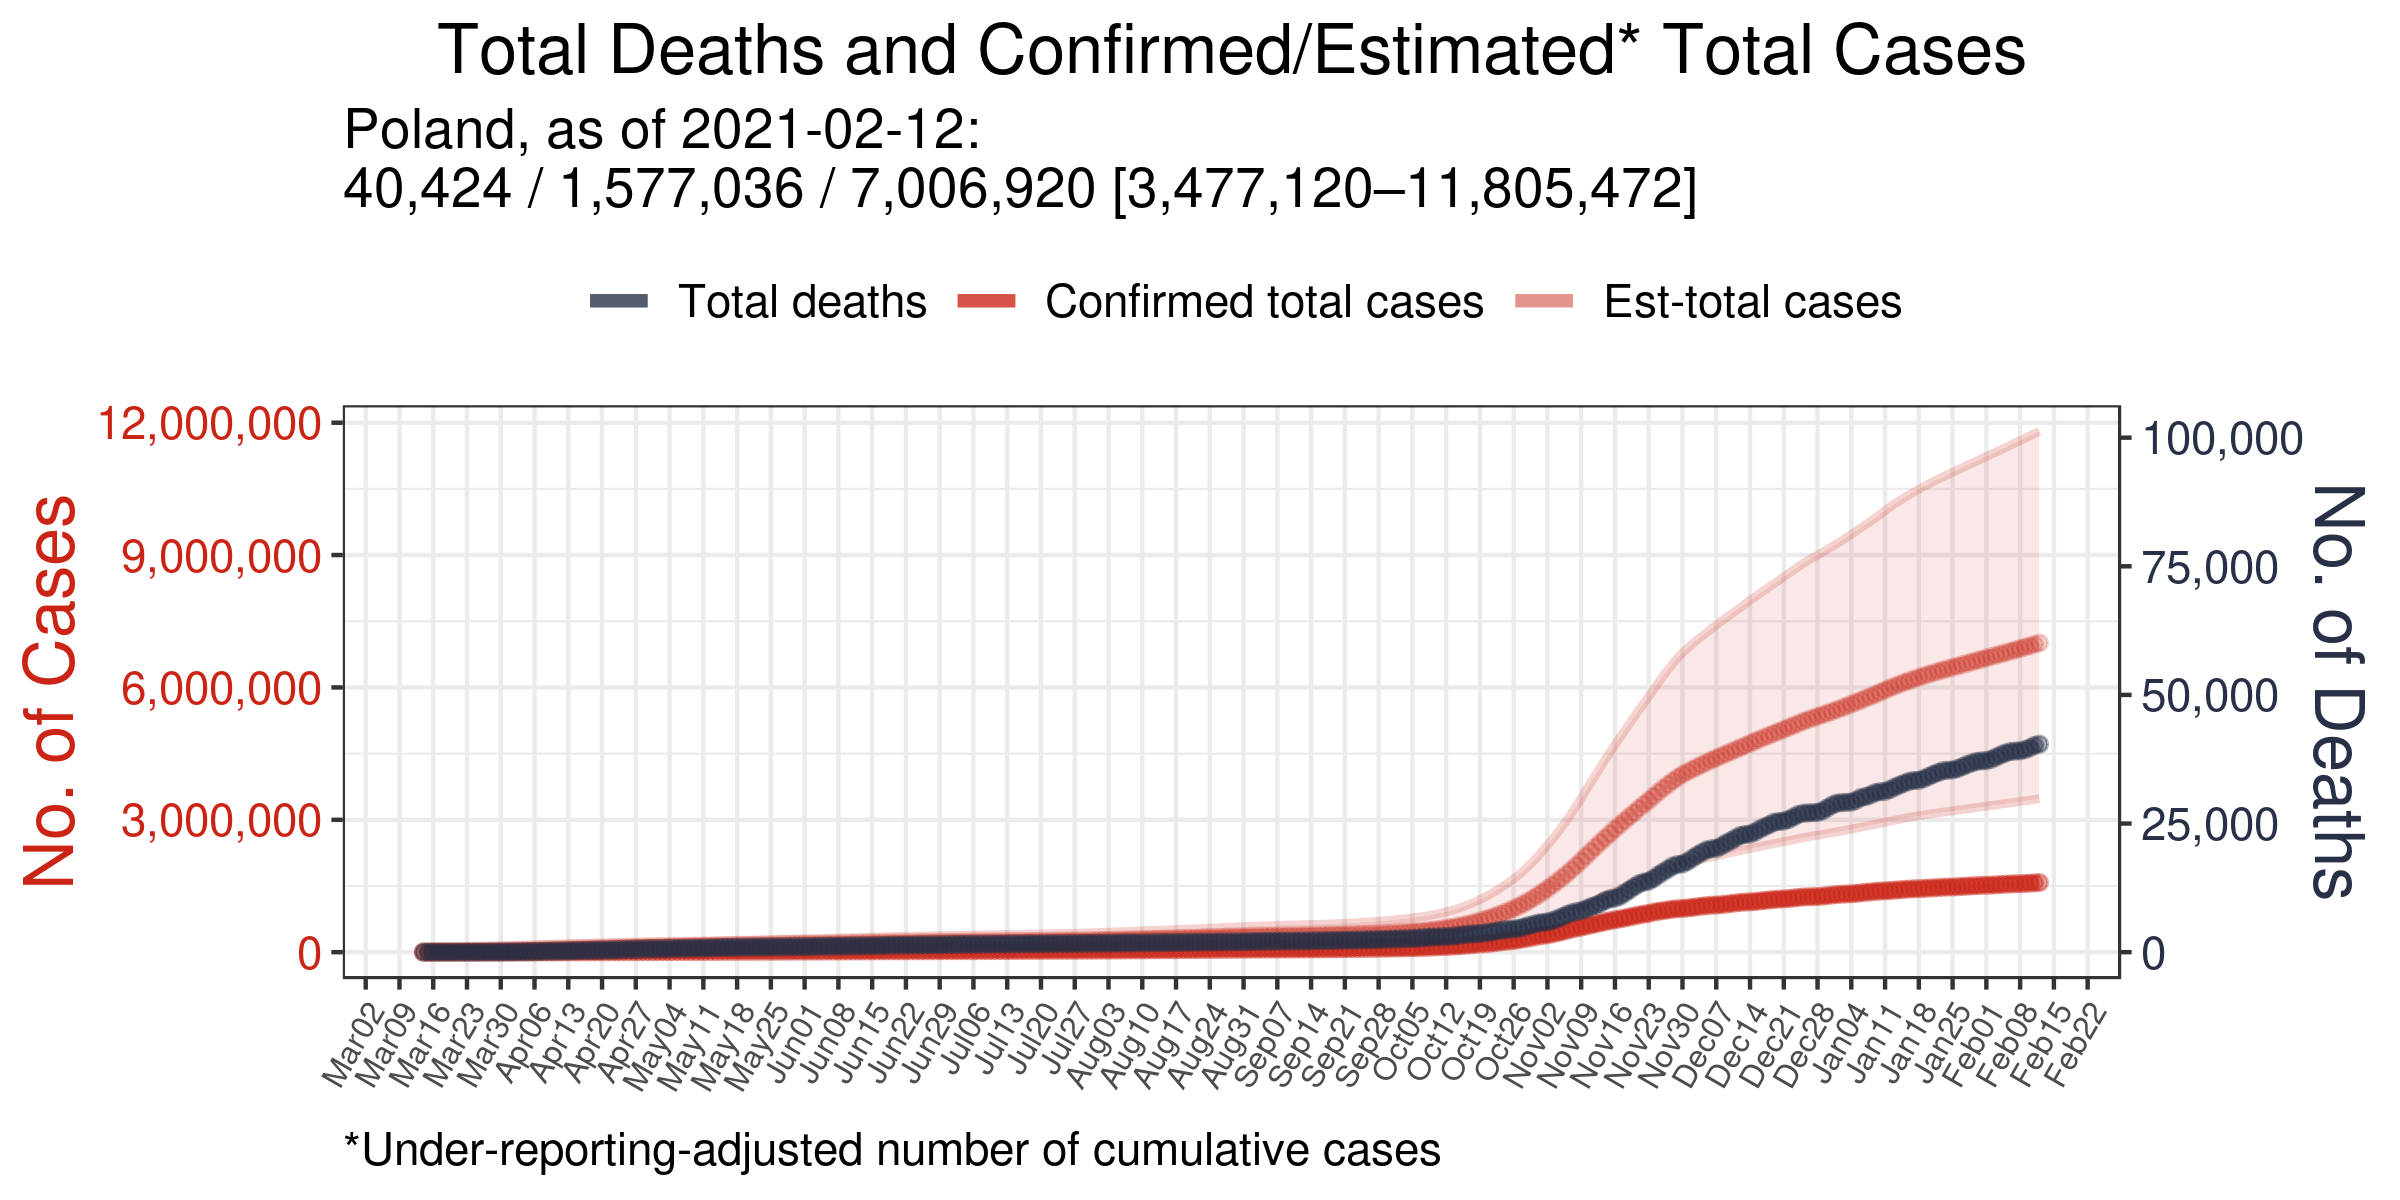 Total Deaths and Confirmed/Estimated* Total Cases
Poland, as of 2021-02-12:
40,424 / 1,577,036 / 7,006,920 [3,477,120–11,805,472]
Total deaths
Confirmed total cases
Est-total cases
No. of Cases
12,000,000
9,000,000
6,000,000
3,000,000
0
100,000
75,000
50,000
25,000
0
No. of Deaths
Mar02
Mar09
Mar16
Mar23
Mar30
Apr06
Apr13
Apr20
Apr27
May04
May11
May18
May25
Jun01
Jun08
Jun15
Jun22
Jun29
Jul06
Jul13
Jul20
Jul27
Aug03
Aug10
Aug17
Aug24
Aug31
Sep07
Sep14
Sep21
Sep28
Oct05
Oct12
Oct19
Oct26
Nov02
Nov09
Nov16
Nov23
Nov30
Dec07
Dec14
Dec21
Dec28
Jan04
Jan11
Jan18
Jan25
Feb01
Feb08
Feb15
Feb22
*Under-reporting-adjusted number of cumulative cases